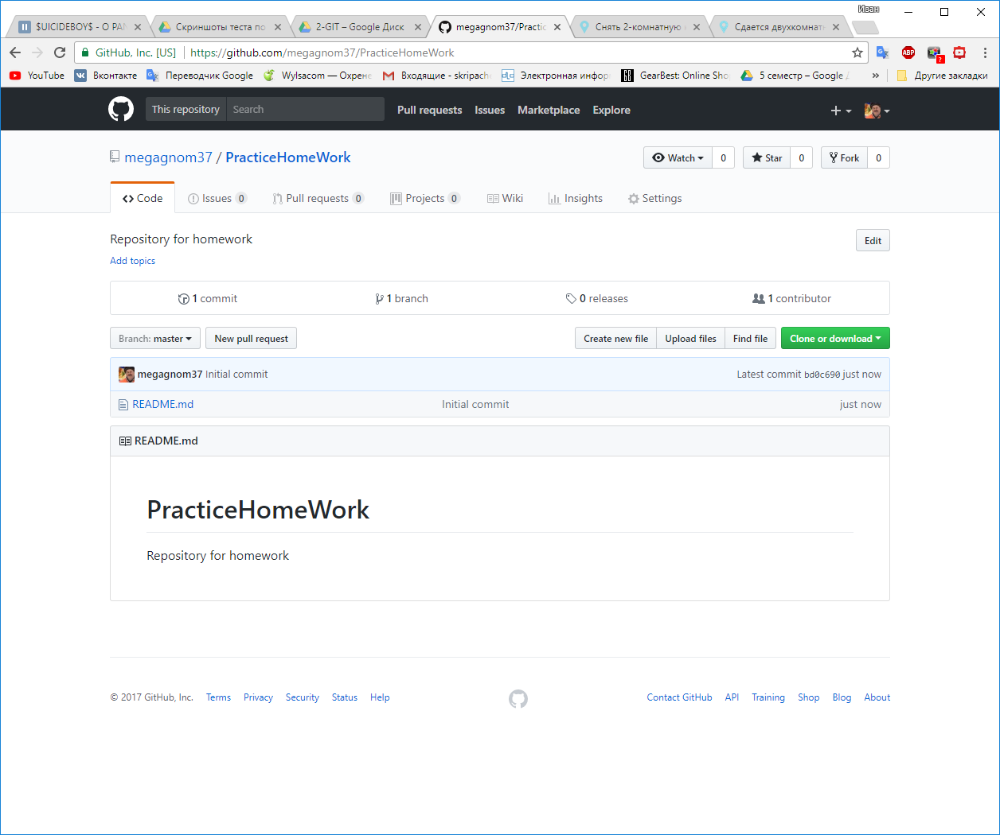 Иван
$UICIDEBOY$ - O PAN
Скриншоты теста по
2-GIT – Google Диск
megagnom37/Practic
Снять 2-комнатную
Сдается двухкомнат
GitHub, Inc. [US] https://github.com/megagnom37/PracticeHomeWork
ABP
?
YouTube Вконтакте Переводчик Google Wylsacom — Охрене Входящие - skripach Электронная инфор GearBest: Online Sho 5 семестр – Google » Другие закладки
This repository Search Pull requests Issues Marketplace Explore
megagnom37 / PracticeHomeWork Watch 0 Star 0 Fork 0
Code Issues 0 Pull requests 0 Projects 0 Wiki Insights Settings
Repository for homework Edit
Add topics
1 commit 1 branch 0 releases 1 contributor
Branch: master New pull request Create new file Upload files Find file Clone or download
megagnom37 Initial commit Latest commit bd0c690 just now
README.md Initial commit just now
README.md
PracticeHomeWork
Repository for homework
© 2017 GitHub, Inc. Terms Privacy Security Status Help Contact GitHub API Training Shop Blog About